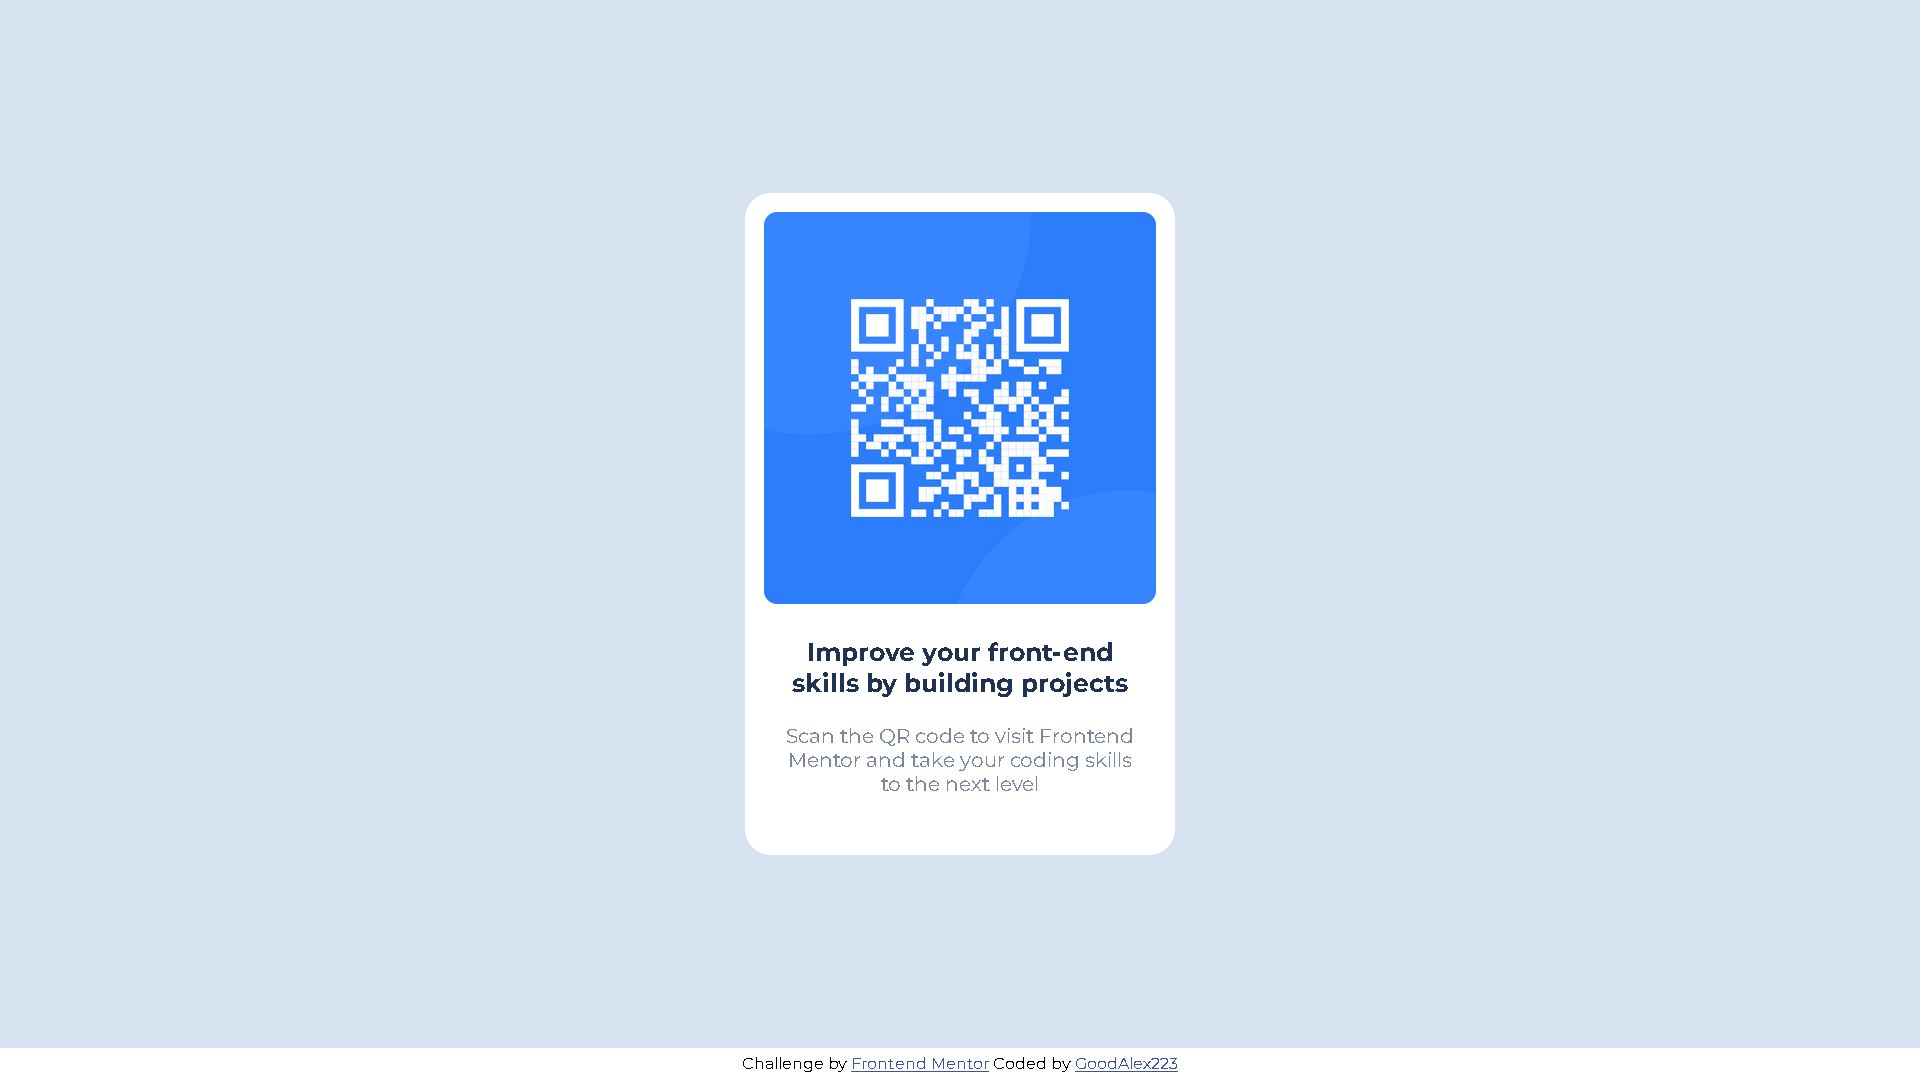 Improve your front-end
skills by building projects
Scan the QR code to visit Frontend
Mentor and take your coding skills
to the next level
Challenge by Frontend Mentor Coded by GoodAlex223